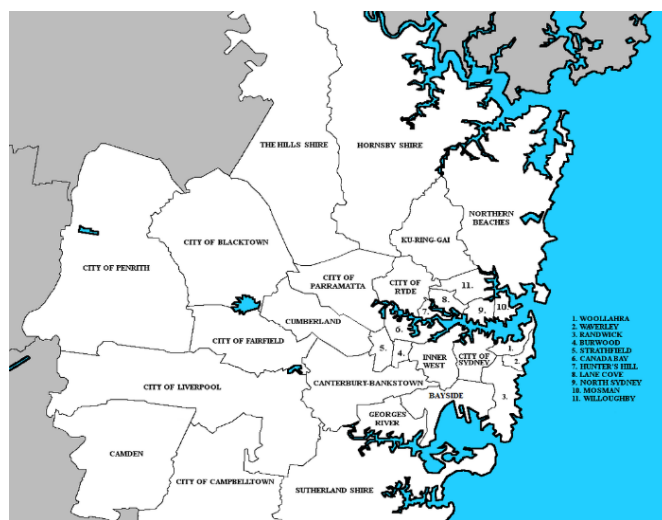 THE HILLS SHIRE
HORNSBY SHIRE
NORTHERN
BEACHES
KU-RING-GAI
CITY OF BLACKTOWN
CITY OF PENRITH
CITY OF
PARRAMATTA
CITY OF
RYDE
11.
8.
7.
9.
10.
CUMBERLAND
6.
CITY OF FAIRFIELD
5.
4.
INNER
WEST
CITY OF
SYDNEY
1.
2.
CITY OF LIVERPOOL
CANTERBURY-BANKSTOWN
BAYSIDE
3.
GEORGES
RIVER
CAMDEN
CITY OF CAMPBELLTOWN
SUTHERLAND SHIRE
1. WOOLLAHRA
2. WAVERLEY
3. RANDWICK
4. BURWOOD
5. STRATHFIELD
6. CANADA BAY
7. HUNTER'S HILL
8. LANE COVE
9. NORTH SYDNEY
10. MOSMAN
11. WILLOUGHBY